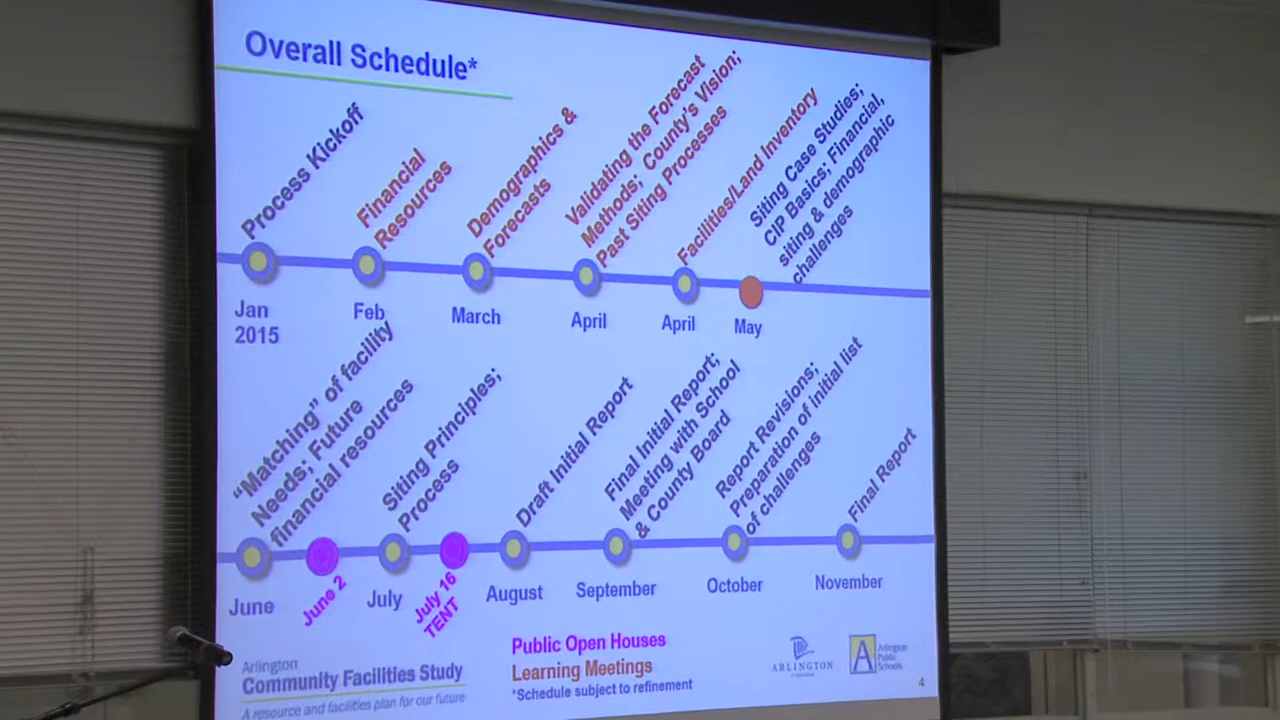 Overall Schedule*
Process Kickoff
Financial
Resources
Demographics &
Forecasts
Validating the Forecast
Methods; County's Vision;
Past Siting Processes
Facilities/Land Inventory
Siting Case Studies;
CIP Basics; Financial,
siting & demographic
challenges
Jan
2015
Feb
March
April
April
May
"Matching" of facility
Needs; Future
financial resources
Siting Principles;
Process
Draft Initial Report
Final Initial Report;
Meeting with School
& County Board
Report Revisions;
Preparation of initial list
of challenges
Final Report
June
June 2
July
July 16
TENT
August
September
October
November
Arlington
Community Facilities Study
A resource and facilities plan for our future
Public Open Houses
Learning Meetings
*Schedule subject to refinement
ARLINGTON
VIRGINIA
A
Arlington
Public
Schools
4